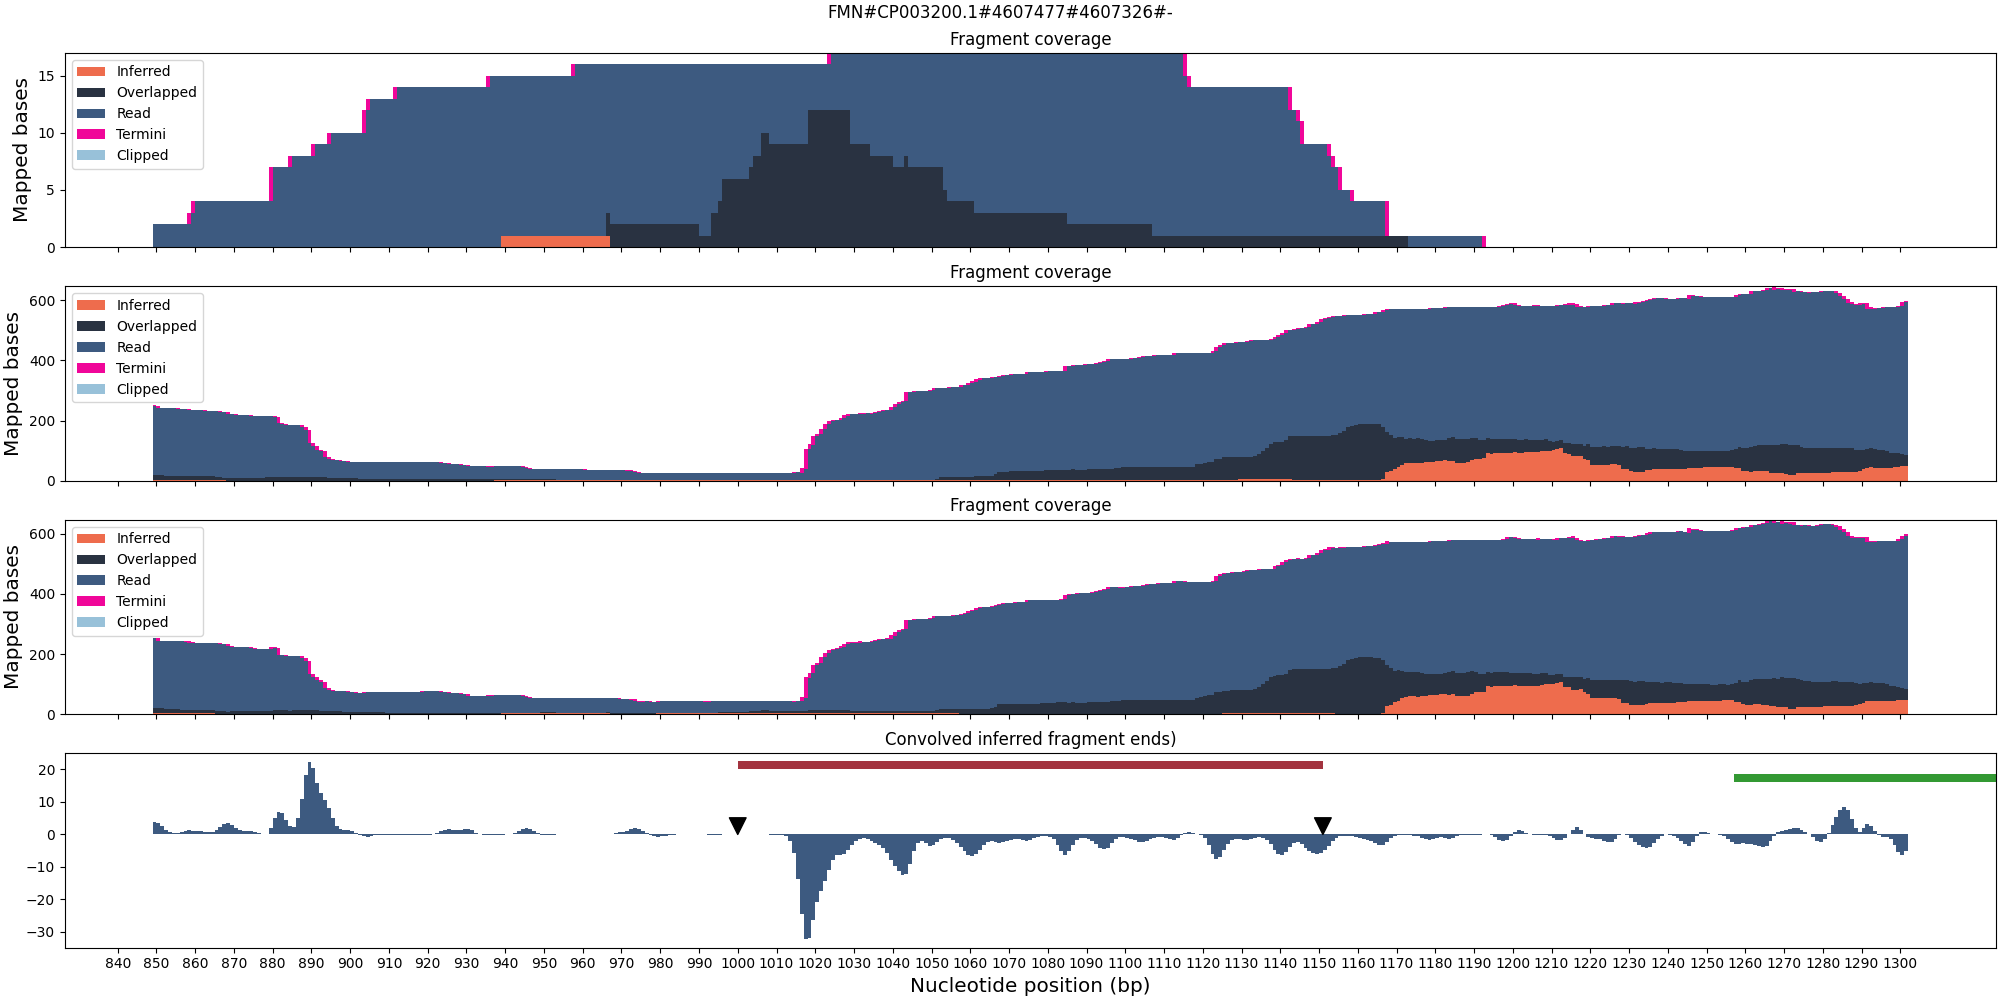 FMN#CP003200.1#4607477#4607326#-
Fragment coverage
Mapped bases
15
10
5
0
Inferred
Overlapped
Read
Termini
Clipped
Fragment coverage
Mapped bases
600
400
200
0
Inferred
Overlapped
Read
Termini
Clipped
Fragment coverage
Mapped bases
600
400
200
0
Inferred
Overlapped
Read
Termini
Clipped
Convolved inferred fragment ends)
20
10
0
−10
−20
−30
840 850 860 870 880 890 900 910 920 930 940 950 960 970 980 990 1000 1010 1020 1030 1040 1050 1060 1070 1080 1090 1100 1110 1120 1130 1140 1150 1160 1170 1180 1190 1200 1210 1220 1230 1240 1250 1260 1270 1280 1290 1300
Nucleotide position (bp)